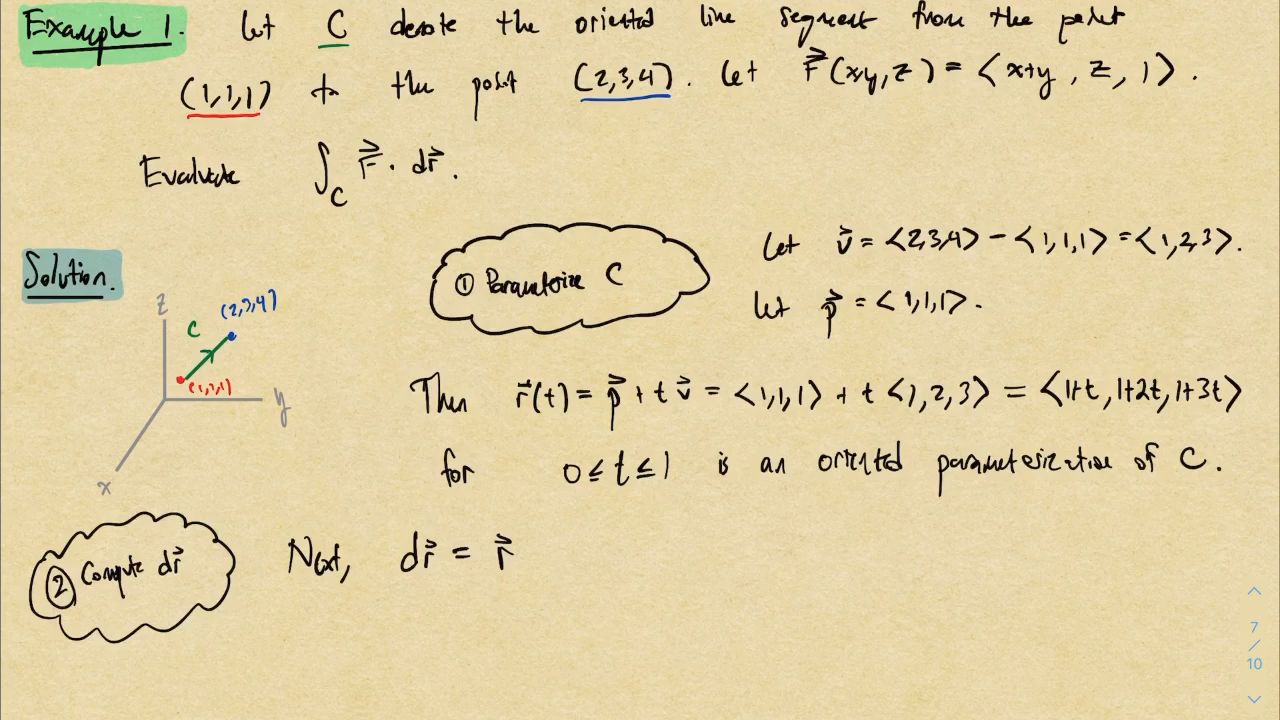 Example 1. Let C denote the oriented line segment from the point
(1,1,1) to the point (2,3,4). Let F⃗(x,y,z) = ⟨x+y, z, 1⟩.
Evaluate ∫_C F⃗ · dr⃗.
Solution.
z
C
(2,3,4)
(1,1,1)
y
x
① Parameterize C
Let v⃗ = ⟨2,3,4⟩ − ⟨1,1,1⟩ = ⟨1,2,3⟩.
Let p⃗ = ⟨1,1,1⟩.
Then r⃗(t) = p⃗ + t v⃗ = ⟨1,1,1⟩ + t ⟨1,2,3⟩ = ⟨1+t, 1+2t, 1+3t⟩
for 0 ≤ t ≤ 1 is an oriented parameterization of C.
② Compute dr⃗
Next, dr⃗ = r⃗
7
/
10